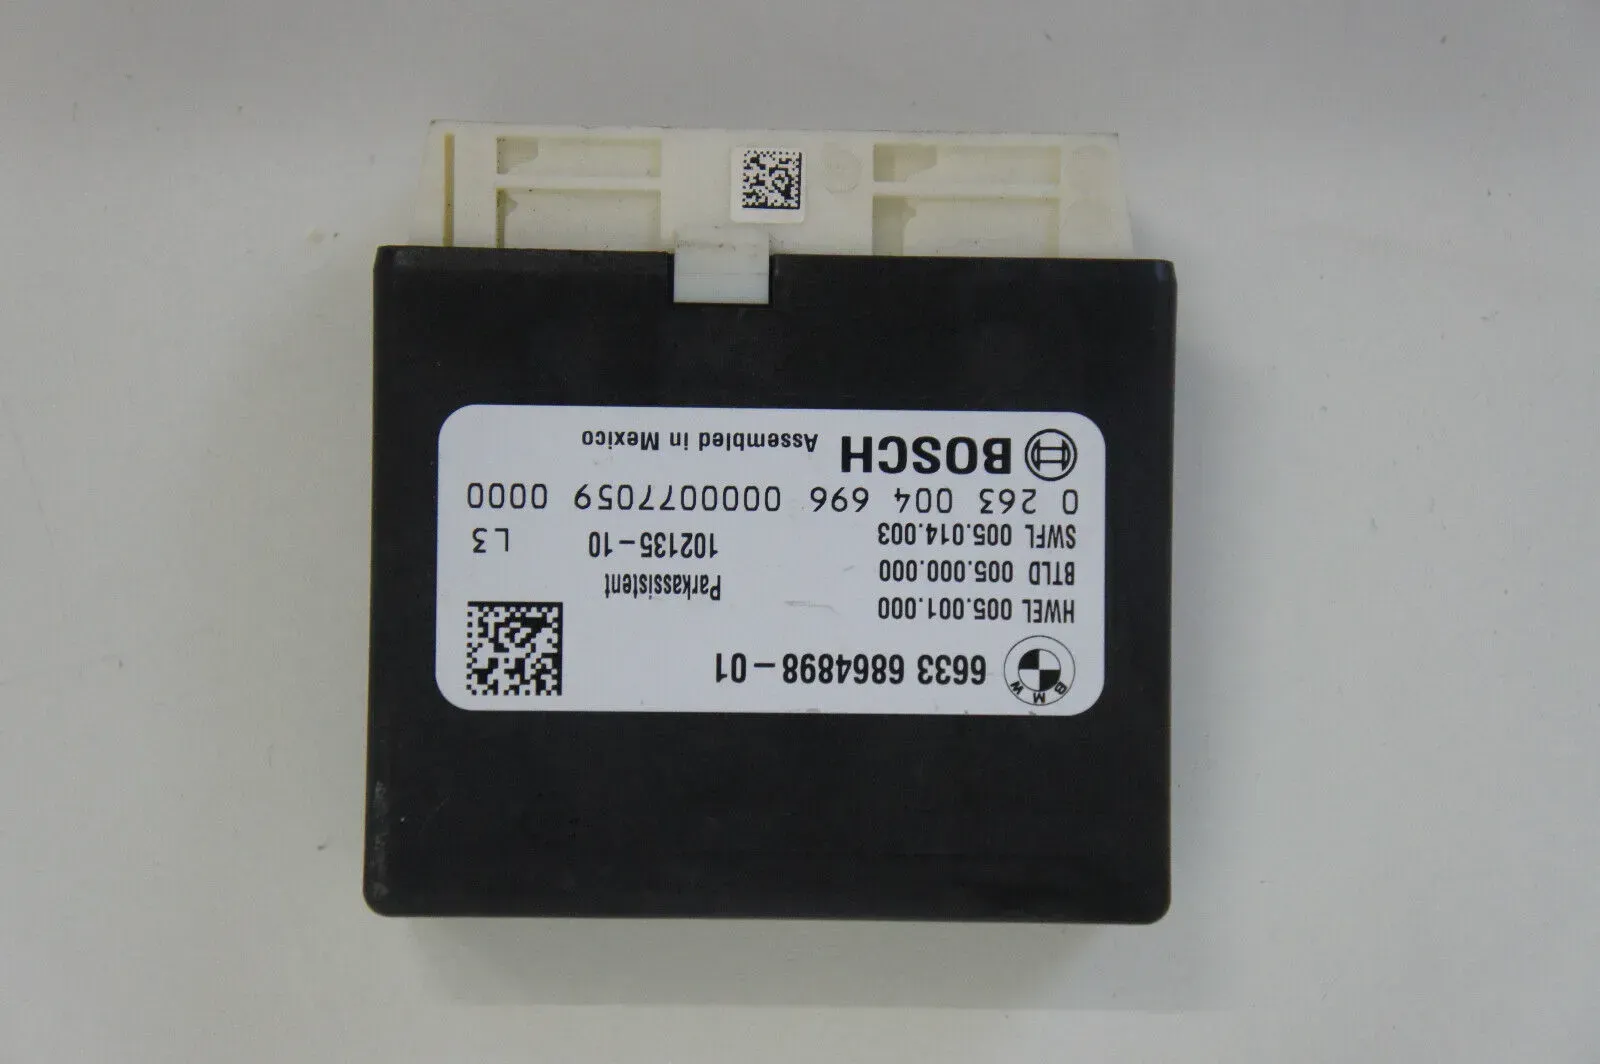 BMW 6633 6864898-01
HWEL 005.001.000
Parkassistent
BTLD 005.000.000
SWFL 005.014.003 102135-10 L3
0 263 004 696 0000077059 0000
BOSCH Assembled in Mexico